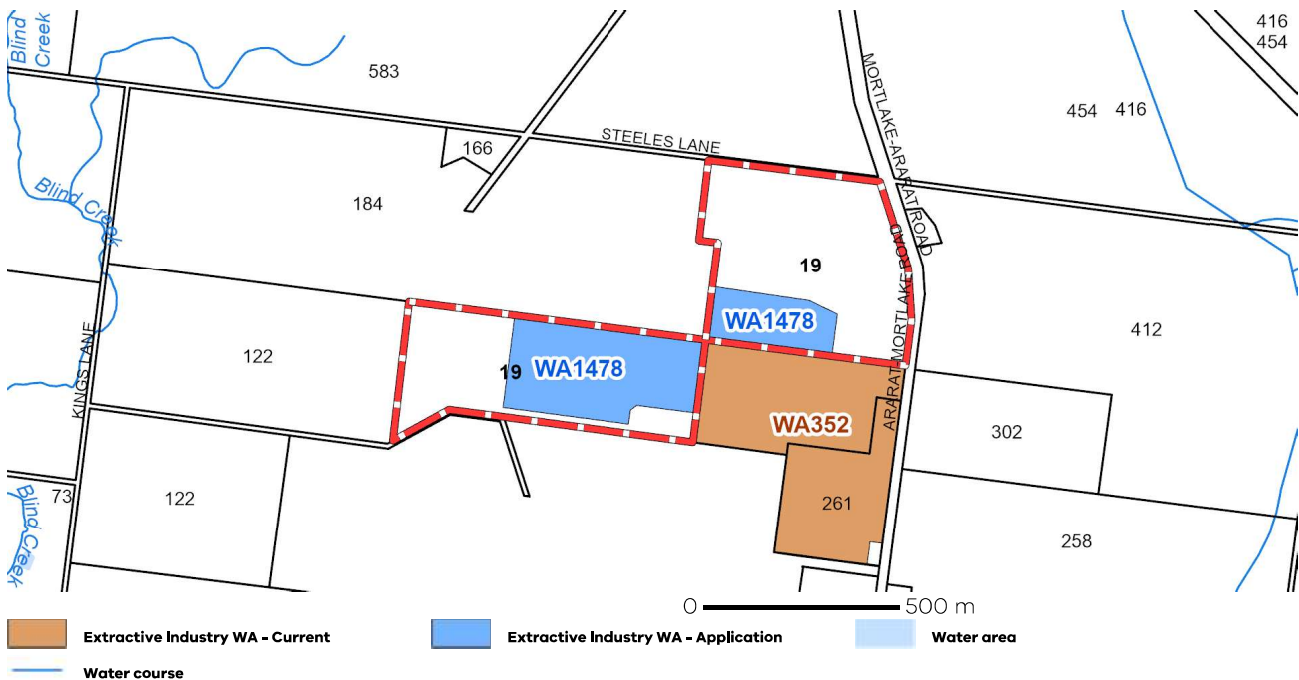 Blind
Creek
416
454
583
MORTLAKE-ARARAT ROAD
454 416
STEELES LANE
166
Blind Creek
184
19
ARARAT MORTLAKE ROAD
WA1478
412
122
KINGS LANE
19
WA1478
WA352
302
73
122
261
258
Blind Creek
0 500 m
Extractive Industry WA - Current
Extractive Industry WA - Application
Water area
Water course